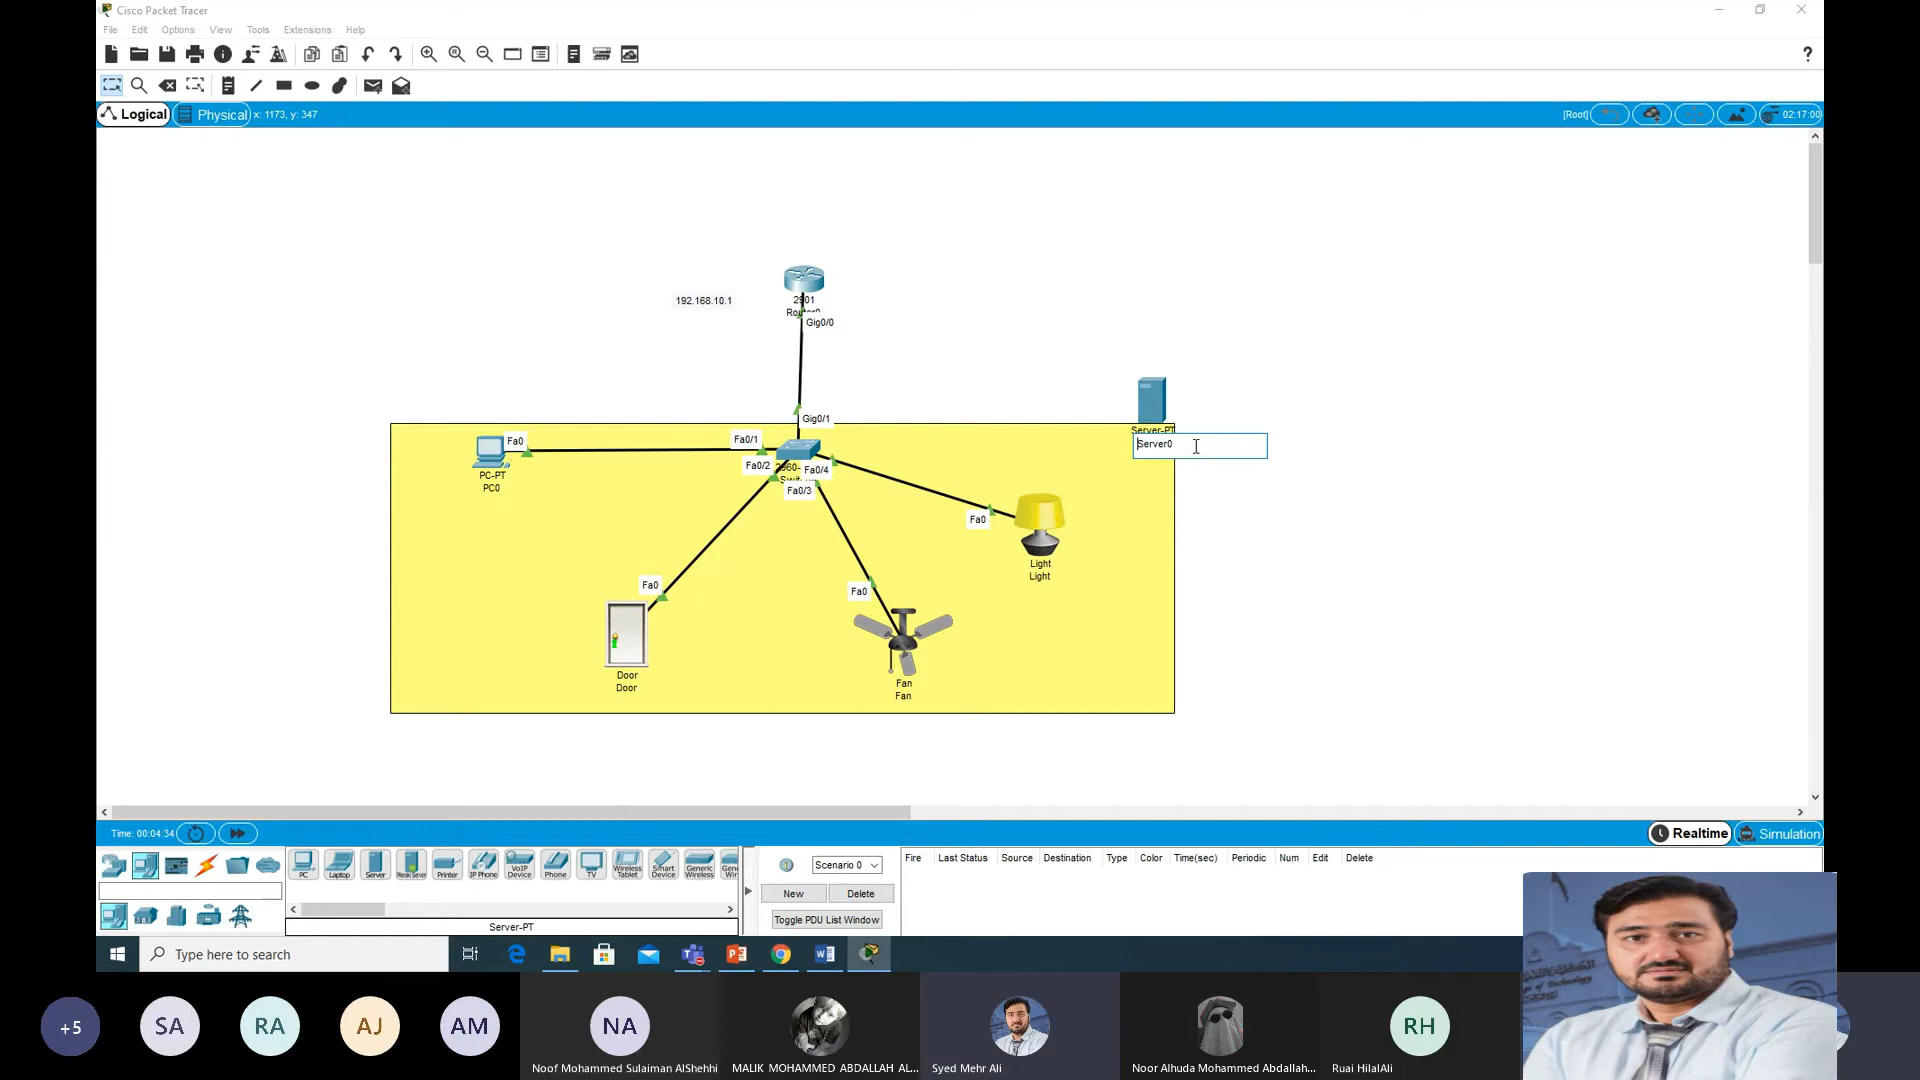 Cisco Packet Tracer
File Edit Options View Tools Extensions Help
?
Logical Physical x: 1173, y: 347
[Root] 02:17:00
192.168.10.1
2901
Router0
Gig0/0
Gig0/1
Server-PT
Server0
Fa0
Fa0/1
Fa0/2
2960-
Fa0/4
Fa0/3
PC-PT
PC0
Fa0
Light
Light
Fa0
Fa0
Door
Door
Fan
Fan
Time: 00:04:34
Realtime Simulation
PC Laptop Server Meraki Server Printer IP Phone VoIP Device Phone TV Wireless Tablet Smart Device Generic Wireless
Server-PT
Scenario 0
New Delete
Toggle PDU List Window
Fire Last Status Source Destination Type Color Time(sec) Periodic Num Edit Delete
Type here to search
+5 SA RA AJ AM NA RH
Noof Mohammed Sulaiman AlShehhi
MALIK MOHAMMED ABDALLAH AL...
Syed Mehr Ali
Noor Alhuda Mohammed Abdallah...
Ruai HilalAli